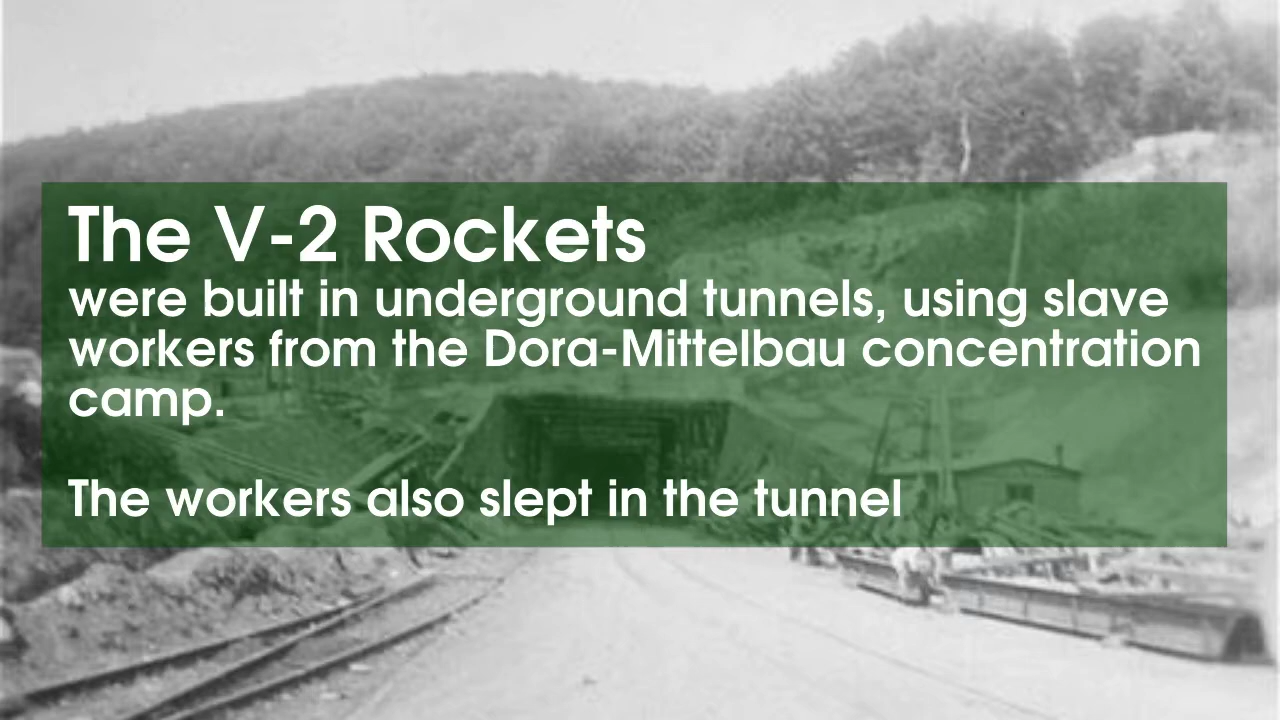 The V-2 Rockets
were built in underground tunnels, using slave
workers from the Dora-Mittelbau concentration
camp.
The workers also slept in the tunnel